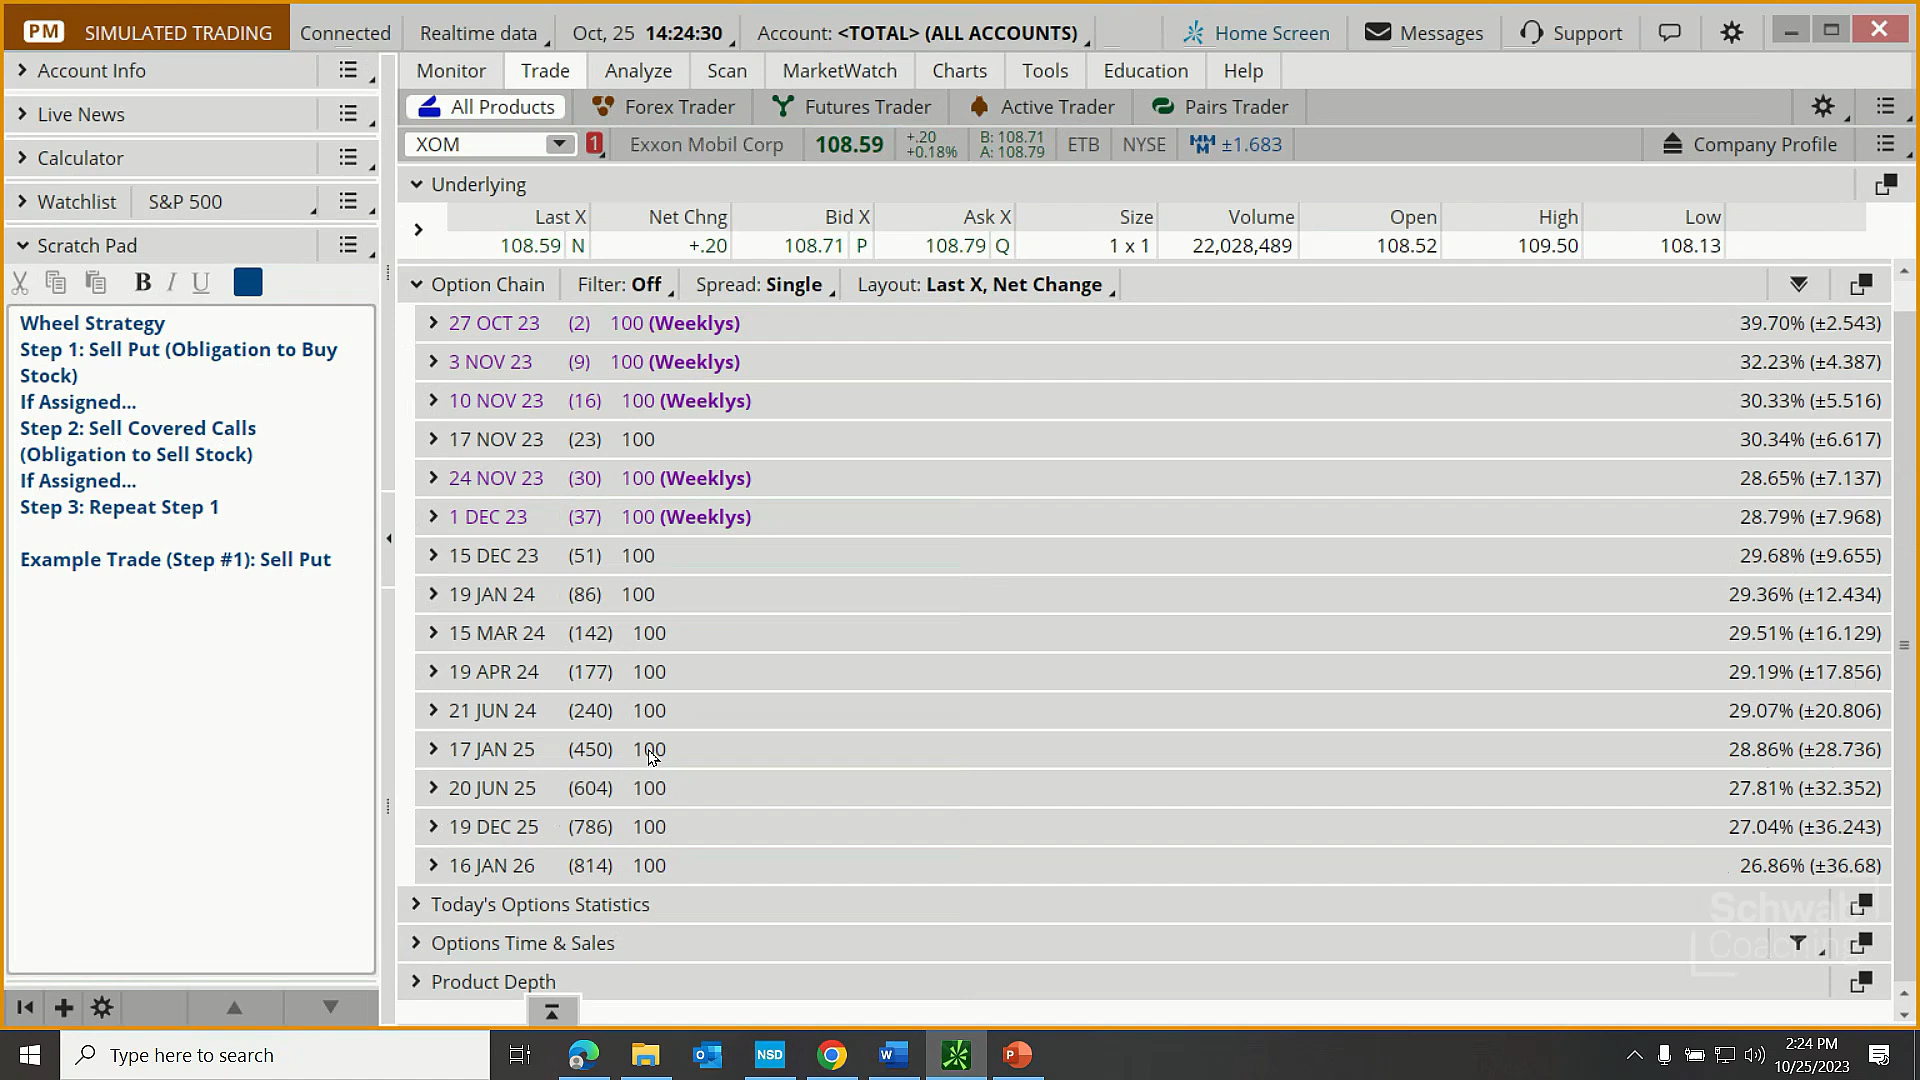 PM SIMULATED TRADING Connected Realtime data Oct, 25 14:24:30 Account: <TOTAL> (ALL ACCOUNTS) Home Screen Messages Support
Account Info
Live News
Calculator
Watchlist S&P 500
Scratch Pad
B I U
Wheel Strategy
Step 1: Sell Put (Obligation to Buy
Stock)
If Assigned...
Step 2: Sell Covered Calls
(Obligation to Sell Stock)
If Assigned...
Step 3: Repeat Step 1
Example Trade (Step #1): Sell Put
Monitor Trade Analyze Scan MarketWatch Charts Tools Education Help
All Products Forex Trader Futures Trader Active Trader Pairs Trader
XOM 1 Exxon Mobil Corp 108.59 +.20 +0.18% B: 108.71 A: 108.79 ETB NYSE MM ±1.683 Company Profile
Underlying
Last X Net Chng Bid X Ask X Size Volume Open High Low
108.59 N +.20 108.71 P 108.79 Q 1 x 1 22,028,489 108.52 109.50 108.13
Option Chain Filter: Off Spread: Single Layout: Last X, Net Change
27 OCT 23 (2) 100 (Weeklys) 39.70% (±2.543)
3 NOV 23 (9) 100 (Weeklys) 32.23% (±4.387)
10 NOV 23 (16) 100 (Weeklys) 30.33% (±5.516)
17 NOV 23 (23) 100 30.34% (±6.617)
24 NOV 23 (30) 100 (Weeklys) 28.65% (±7.137)
1 DEC 23 (37) 100 (Weeklys) 28.79% (±7.968)
15 DEC 23 (51) 100 29.68% (±9.655)
19 JAN 24 (86) 100 29.36% (±12.434)
15 MAR 24 (142) 100 29.51% (±16.129)
19 APR 24 (177) 100 29.19% (±17.856)
21 JUN 24 (240) 100 29.07% (±20.806)
17 JAN 25 (450) 100 28.86% (±28.736)
20 JUN 25 (604) 100 27.81% (±32.352)
19 DEC 25 (786) 100 27.04% (±36.243)
16 JAN 26 (814) 100 26.86% (±36.68)
Today's Options Statistics
Options Time & Sales
Product Depth
Schwab
Coaching
Type here to search NSD W P 2:24 PM
10/25/2023